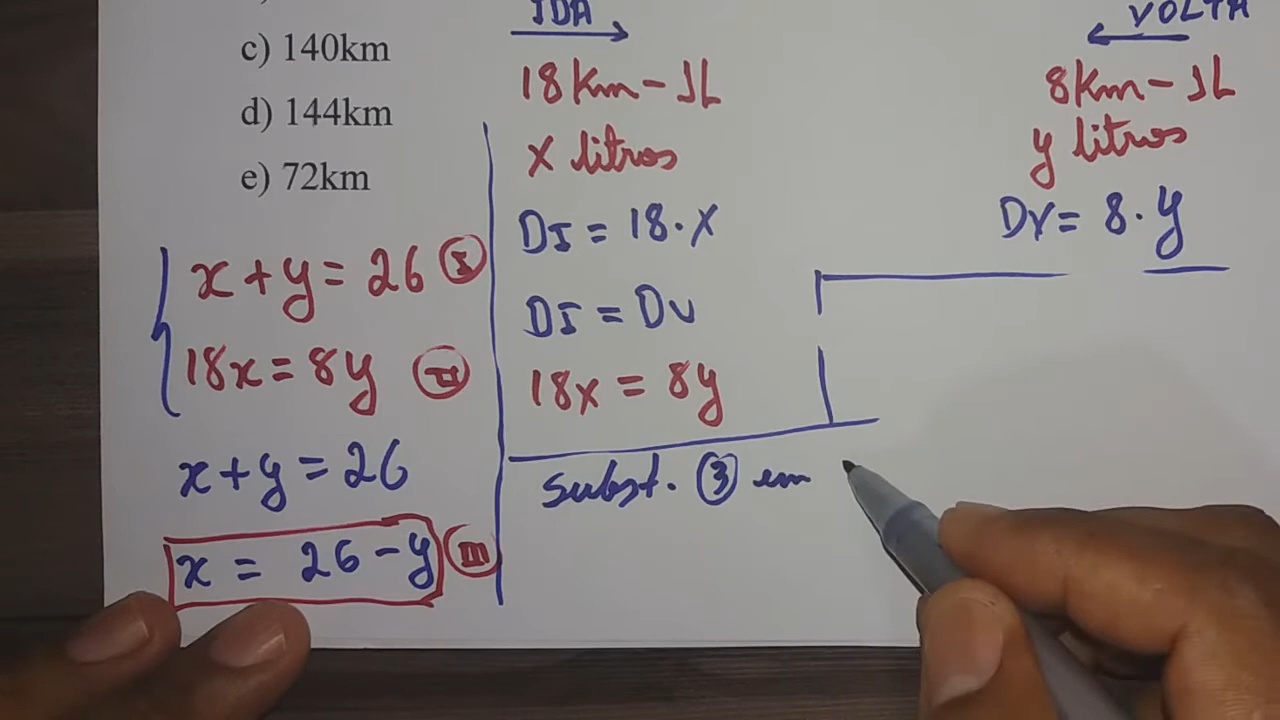 c) 140km
d) 144km
e) 72km
x + y = 26 I
18x = 8y II
x + y = 26
x = 26 - y III
IDA
18Km - 1L
X litros
DI = 18.X
DI = DV
18x = 8y
Subst. 3 em
VOLTA
8Km - 1L
y litros
DV = 8.y